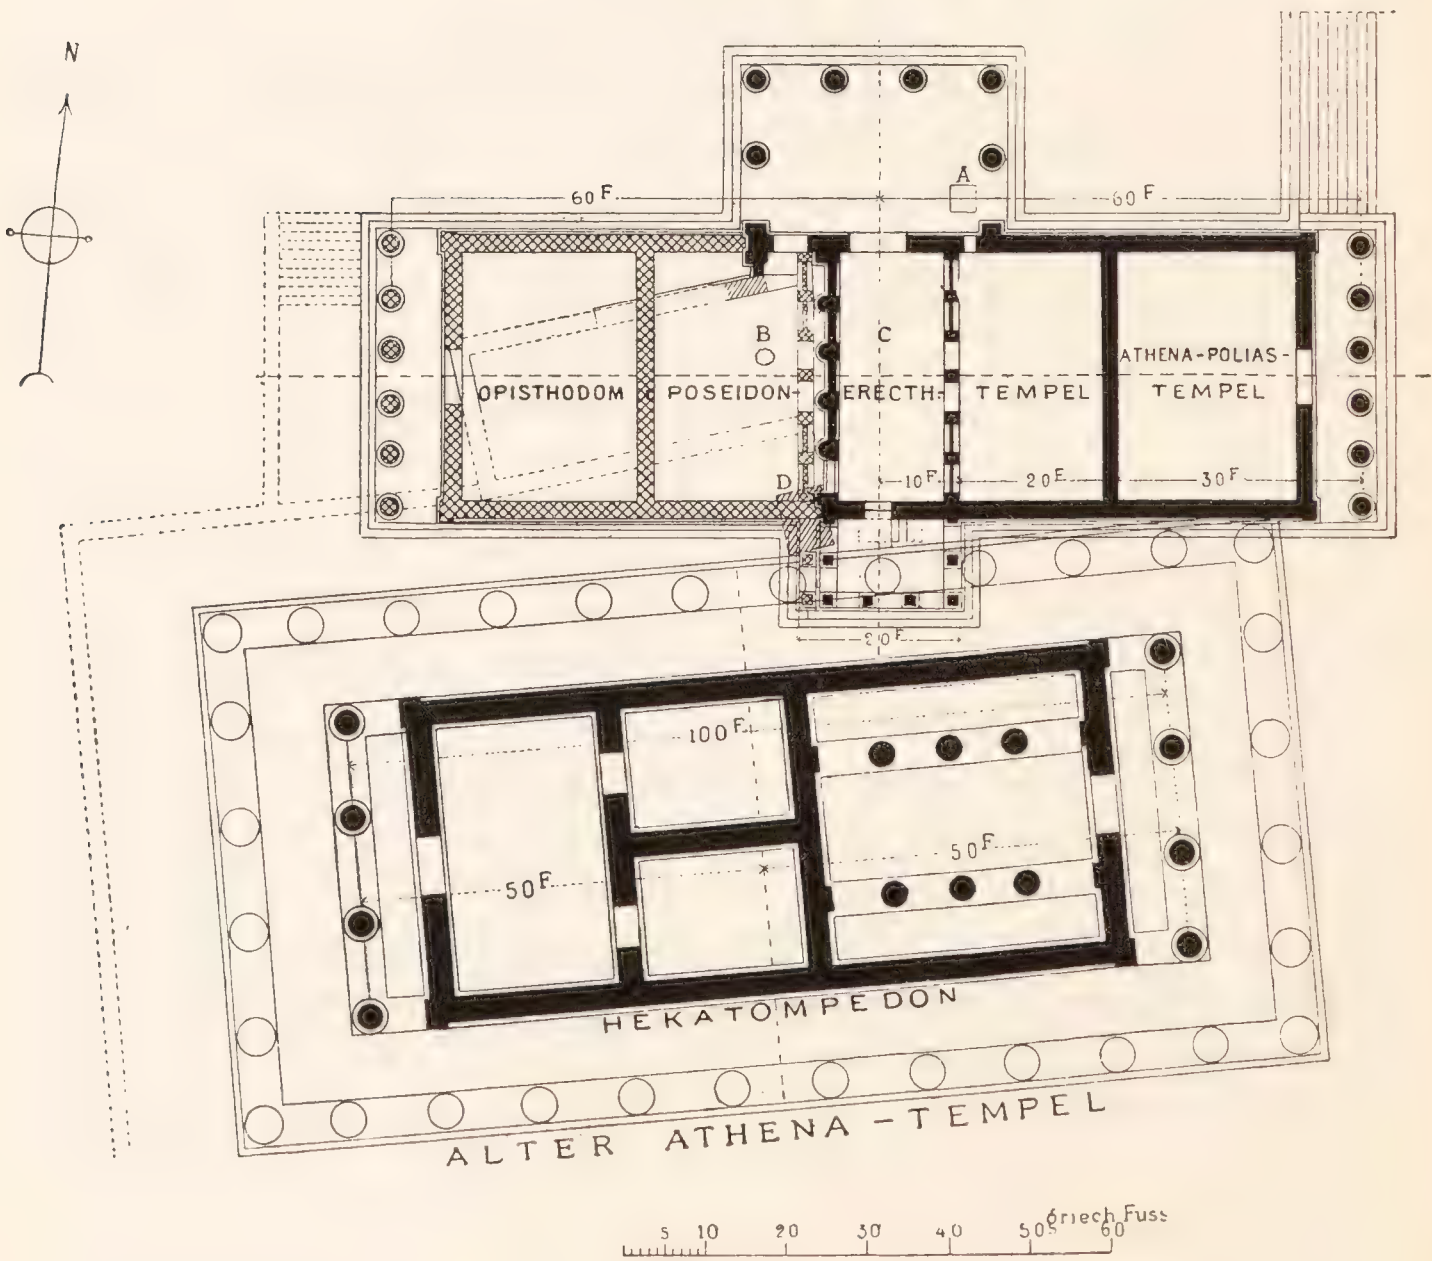 N
A
60 F
60 F
B
C
ATHENA-POLIAS-
OPISTHODOM POSEIDON- ERECTH- TEMPEL TEMPEL
D
10 F 20 F 30 F
20 F
100 F
50 F
50 F
HEKATOMPEDON
ALTER ATHENA-TEMPEL
griech Fuss
5 10 20 30 40 50 60